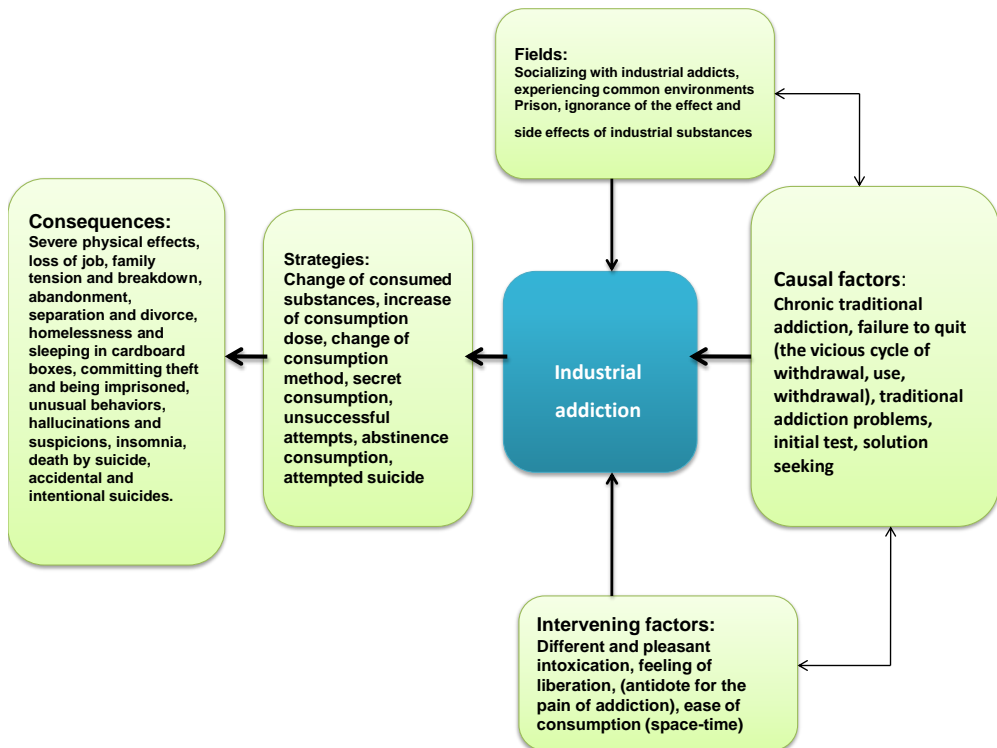 Fields:
Socializing with industrial addicts,
experiencing common environments
Prison, ignorance of the effect and
side effects of industrial substances
Consequences:
Severe physical effects,
loss of job, family
tension and breakdown,
abandonment,
separation and divorce,
homelessness and
sleeping in cardboard
boxes, committing theft
and being imprisoned,
unusual behaviors,
hallucinations and
suspicions, insomnia,
death by suicide,
accidental and
intentional suicides.
Strategies:
Change of consumed
substances, increase
of consumption
dose, change of
consumption
method, secret
consumption,
unsuccessful
attempts, abstinence
consumption,
attempted suicide
Industrial
addiction
Causal factors:
Chronic traditional
addiction, failure to quit
(the vicious cycle of
withdrawal, use,
withdrawal), traditional
addiction problems,
initial test, solution
seeking
Intervening factors:
Different and pleasant
intoxication, feeling of
liberation, (antidote for the
pain of addiction), ease of
consumption (space-time)